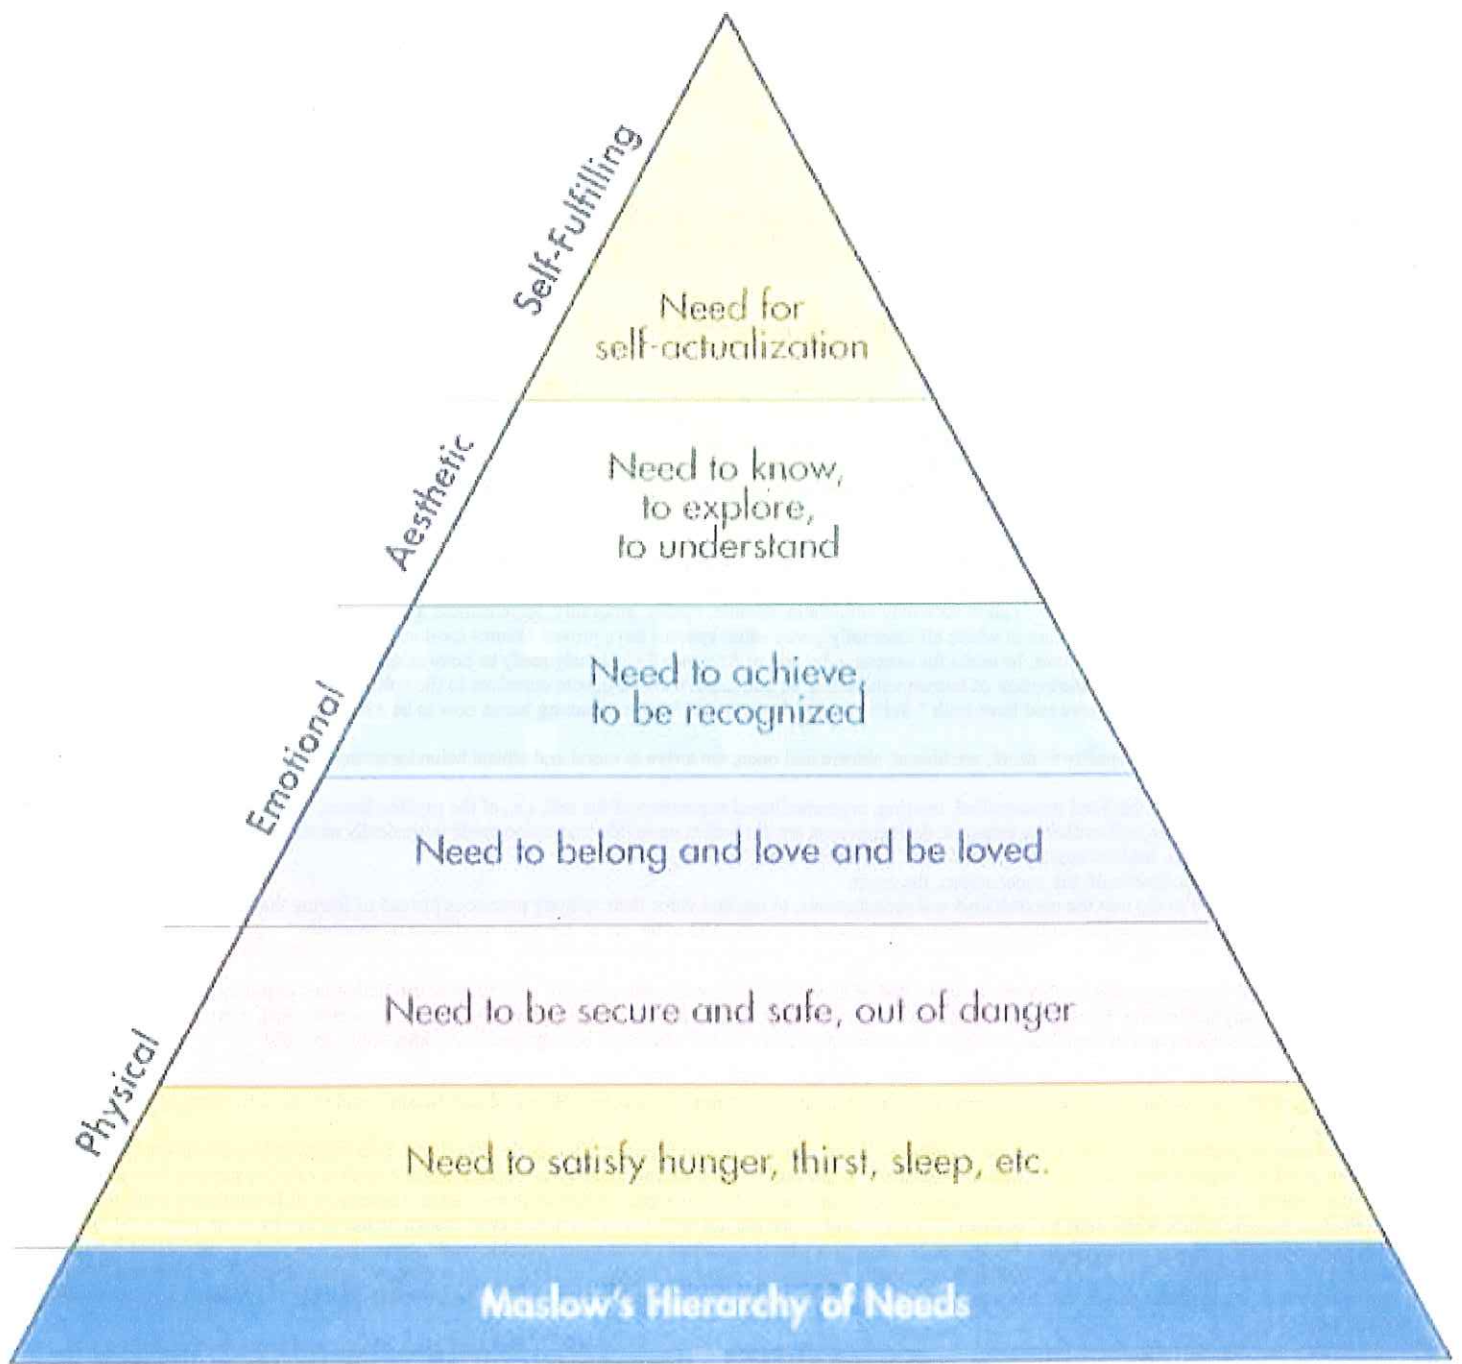 Self-Fulfilling
Need for
self-actualization
Aesthetic
Need to know,
to explore,
to understand
Emotional
Need to achieve,
to be recognized
Need to belong and love and be loved
Physical
Need to be secure and safe, out of danger
Need to satisfy hunger, thirst, sleep, etc.
Maslow's Hierarchy of Needs